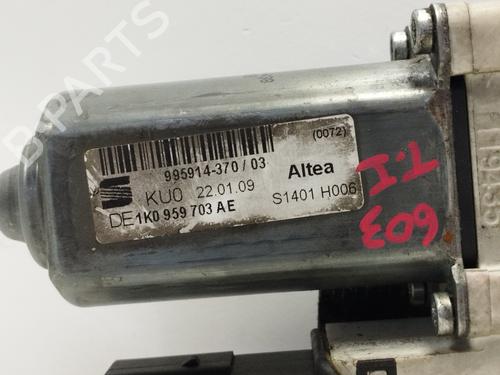 (0072)
995914-370/03
Altea
KU0 22.01.09
S1401 H006
DE 1K0 959 703 AE
T.I
603
B-PARTS